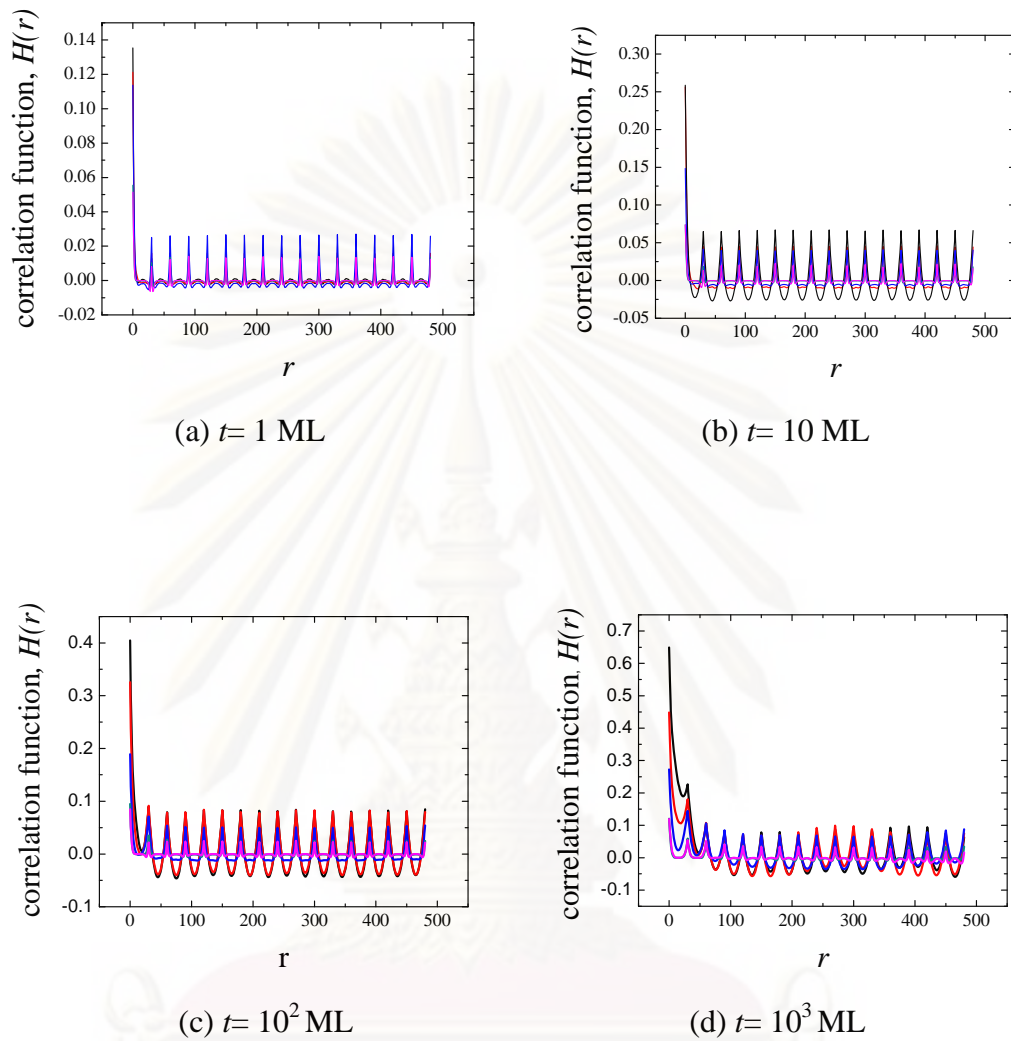 correlation function, H(r)
0.14
0.12
0.10
0.08
0.06
0.04
0.02
0.00
-0.02
0 100 200 300 400 500
r
(a) t= 1 ML
correlation function, H(r)
0.30
0.25
0.20
0.15
0.10
0.05
0.00
-0.05
0 100 200 300 400 500
r
(b) t= 10 ML
correlation function, H(r)
0.4
0.3
0.2
0.1
0.0
-0.1
0 100 200 300 400 500
r
(c) t= 10² ML
correlation function, H(r)
0.7
0.6
0.5
0.4
0.3
0.2
0.1
0.0
-0.1
0 100 200 300 400 500
r
(d) t= 10³ ML